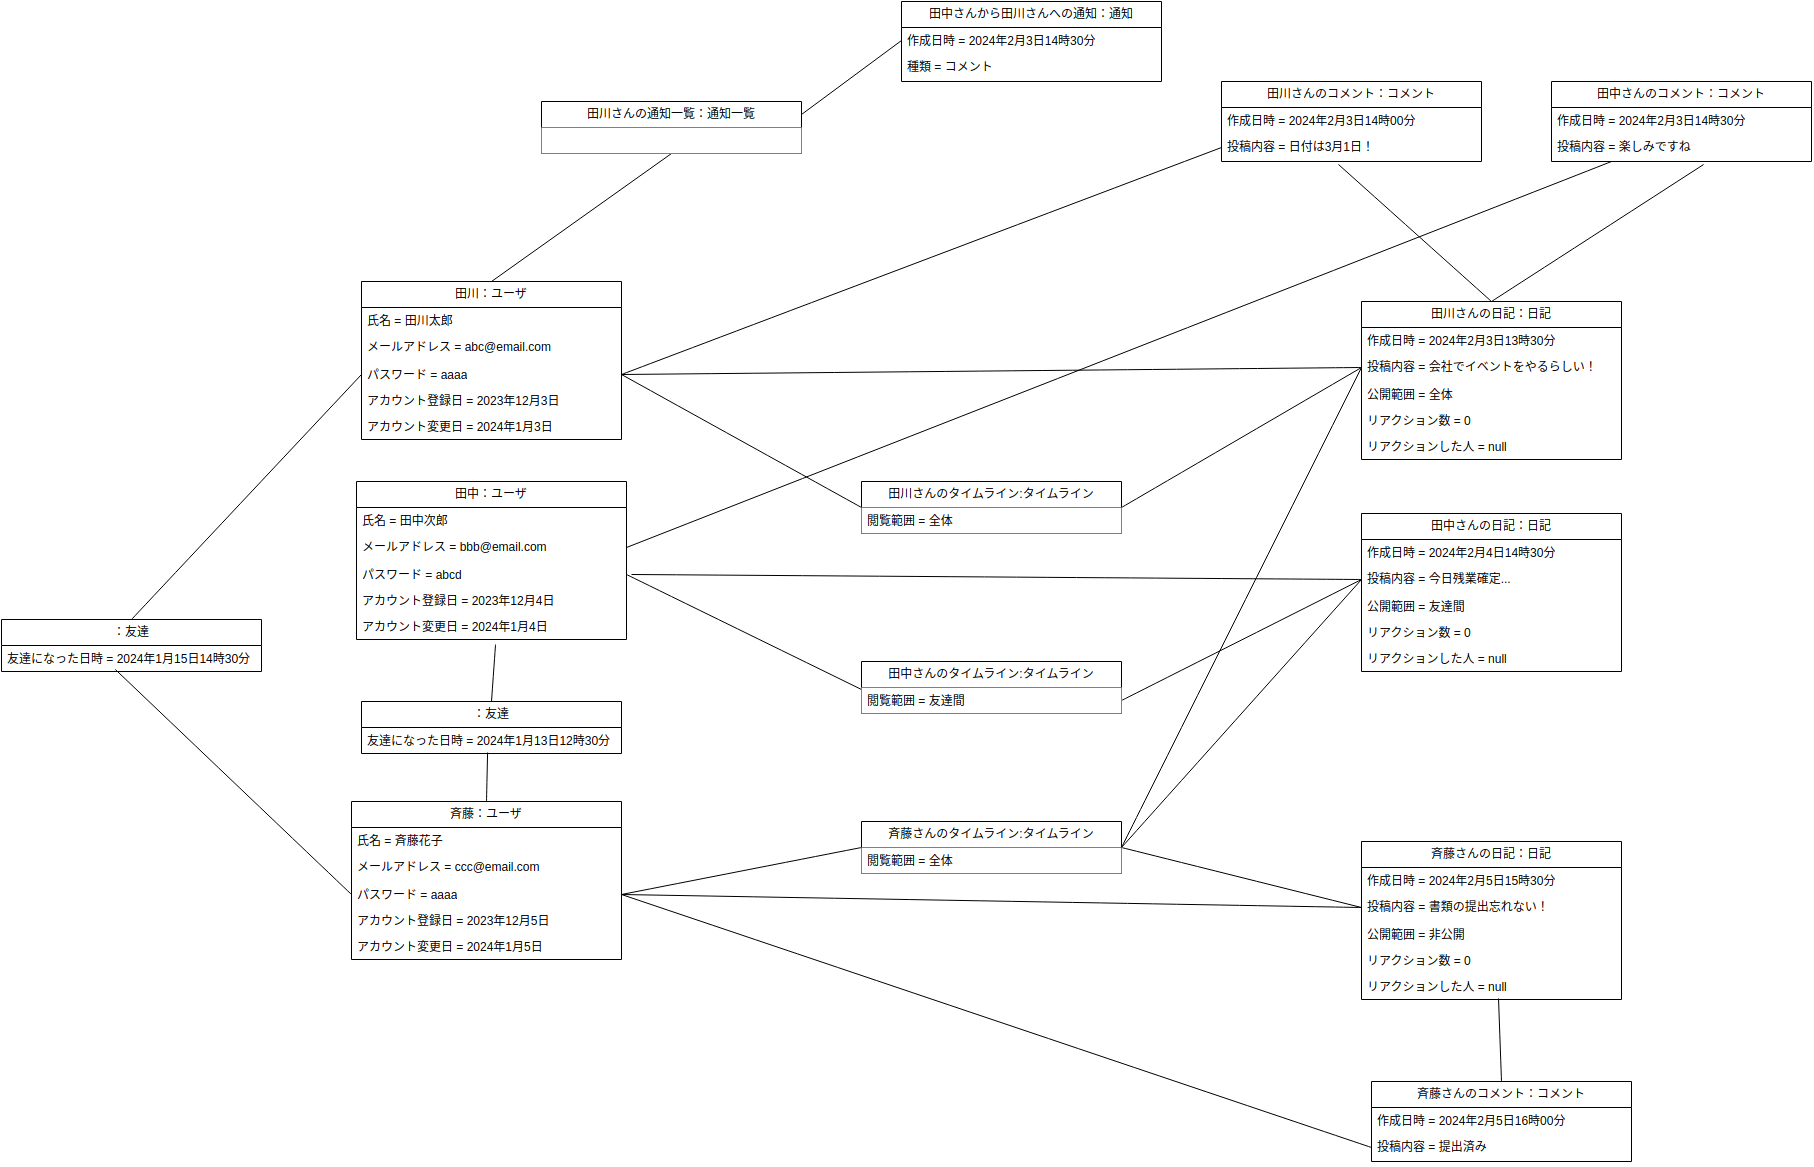 田中さんから田川さんへの通知：通知
作成日時 = 2024年2月3日14時30分
種類 = コメント
田川さんの通知一覧：通知一覧
田川さんのコメント：コメント
作成日時 = 2024年2月3日14時00分
投稿内容 = 日付は3月1日！
田中さんのコメント：コメント
作成日時 = 2024年2月3日14時30分
投稿内容 = 楽しみですね
田川：ユーザ
氏名 = 田川太郎
メールアドレス = abc@email.com
パスワード = aaaa
アカウント登録日 = 2023年12月3日
アカウント変更日 = 2024年1月3日
田川さんの日記：日記
作成日時 = 2024年2月3日13時30分
投稿内容 = 会社でイベントをやるらしい！
公開範囲 = 全体
リアクション数 = 0
リアクションした人 = null
田中：ユーザ
氏名 = 田中次郎
メールアドレス = bbb@email.com
パスワード = abcd
アカウント登録日 = 2023年12月4日
アカウント変更日 = 2024年1月4日
田川さんのタイムライン:タイムライン
閲覧範囲 = 全体
田中さんの日記：日記
作成日時 = 2024年2月4日14時30分
投稿内容 = 今日残業確定...
公開範囲 = 友達間
リアクション数 = 0
リアクションした人 = null
：友達
友達になった日時 = 2024年1月15日14時30分
田中さんのタイムライン:タイムライン
閲覧範囲 = 友達間
：友達
友達になった日時 = 2024年1月13日12時30分
斉藤：ユーザ
氏名 = 斉藤花子
メールアドレス = ccc@email.com
パスワード = aaaa
アカウント登録日 = 2023年12月5日
アカウント変更日 = 2024年1月5日
斉藤さんのタイムライン:タイムライン
閲覧範囲 = 全体
斉藤さんの日記：日記
作成日時 = 2024年2月5日15時30分
投稿内容 = 書類の提出忘れない！
公開範囲 = 非公開
リアクション数 = 0
リアクションした人 = null
斉藤さんのコメント：コメント
作成日時 = 2024年2月5日16時00分
投稿内容 = 提出済み